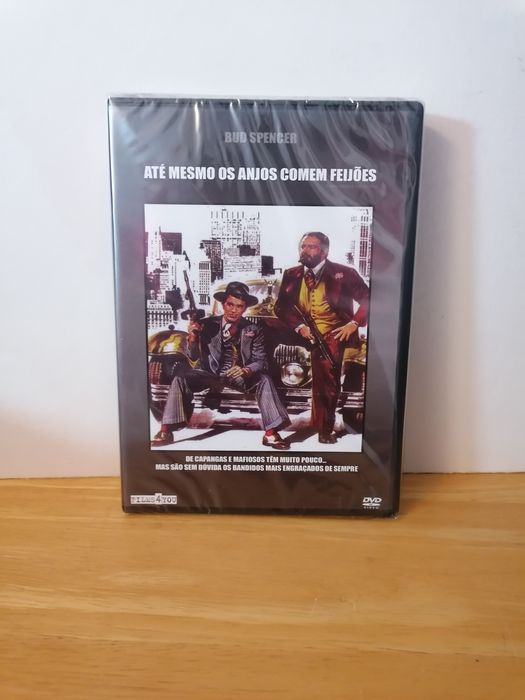 BUD SPENCER
ATÉ MESMO OS ANJOS COMEM FEIJÕES
DE CAPANGAS E MAFIOSOS TÊM MUITO POUCO...
MAS SÃO SEM DÚVIDA OS BANDIDOS MAIS ENGRAÇADOS DE SEMPRE
FILMS4YOU
DVD
VIDEO